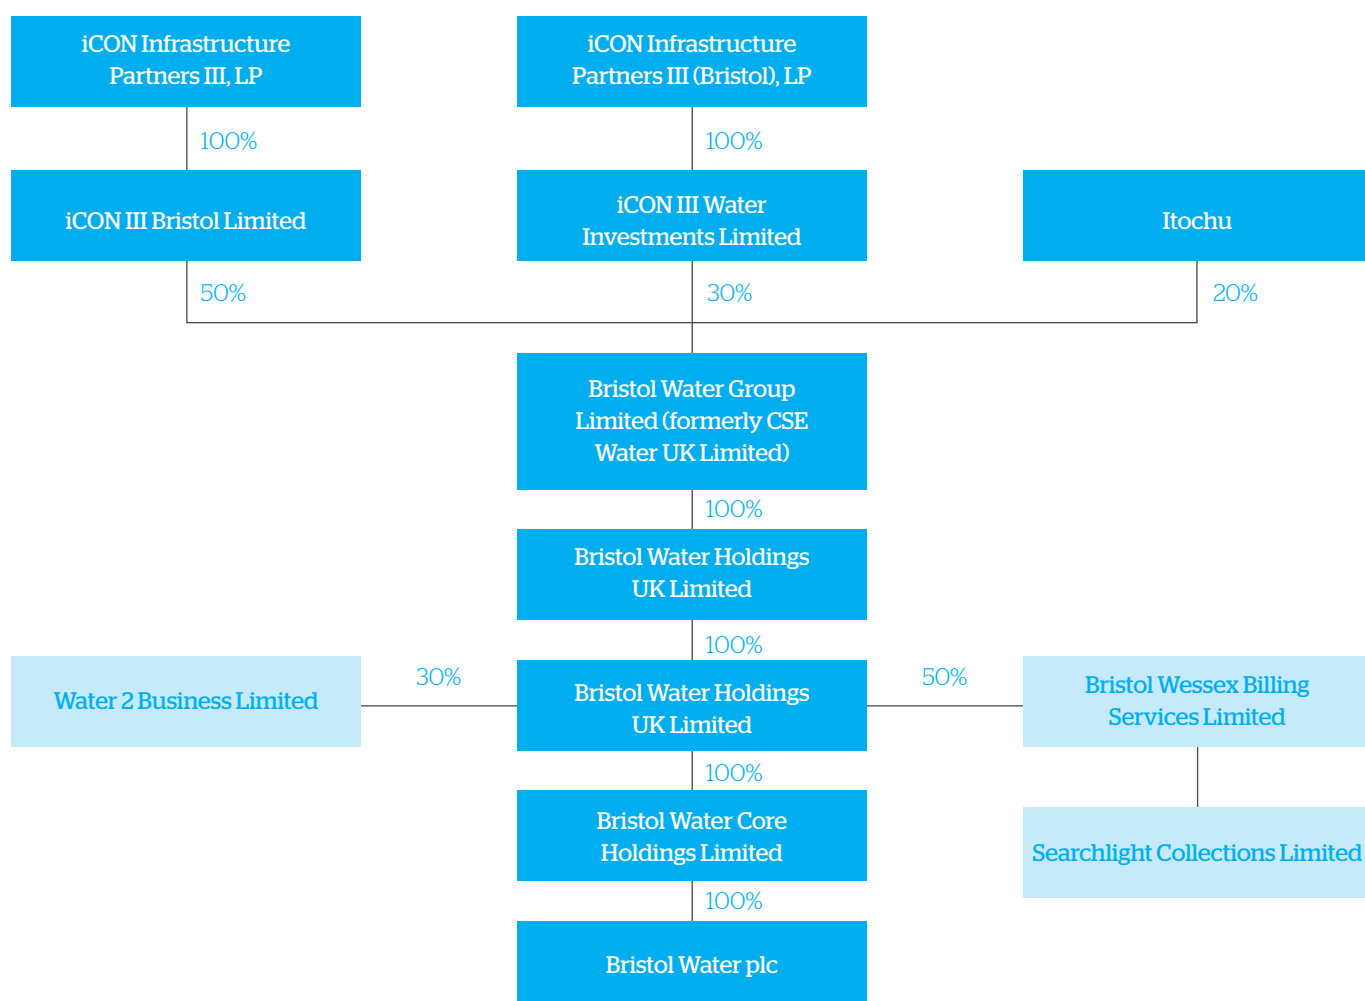 iCON Infrastructure
Partners III, LP
iCON Infrastructure
Partners III (Bristol), LP
100%
100%
iCON III Bristol Limited
iCON III Water
Investments Limited
Itochu
50%
30%
20%
Bristol Water Group
Limited (formerly CSE
Water UK Limited)
100%
Bristol Water Holdings
UK Limited
100%
Water 2 Business Limited
30%
Bristol Water Holdings
UK Limited
50%
Bristol Wessex Billing
Services Limited
100%
Bristol Water Core
Holdings Limited
Searchlight Collections Limited
100%
Bristol Water plc